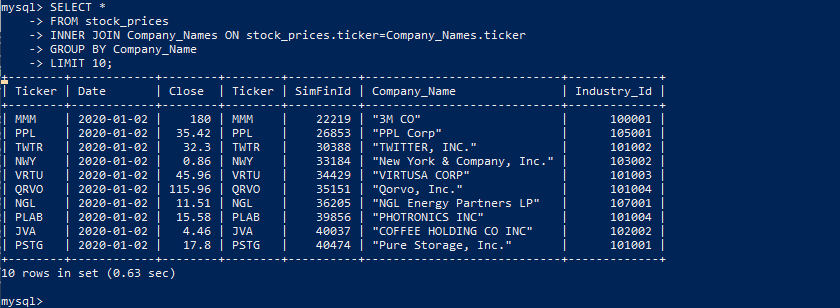 mysql> SELECT *
    -> FROM stock_prices
    -> INNER JOIN Company_Names ON stock_prices.ticker=Company_Names.ticker
    -> GROUP BY Company_Name
    -> LIMIT 10;
+--------+------------+--------+--------+----------+----------------------------+-------------+
| Ticker | Date       | Close  | Ticker | SimFinId | Company_Name               | Industry_Id |
+--------+------------+--------+--------+----------+----------------------------+-------------+
| MMM    | 2020-01-02 |    180 | MMM    |    22219 | "3M CO"                    |      100001 |
| PPL    | 2020-01-02 |  35.42 | PPL    |    26853 | "PPL Corp"                 |      105001 |
| TWTR   | 2020-01-02 |   32.3 | TWTR   |    30388 | "TWITTER, INC."            |      101002 |
| NWY    | 2020-01-02 |   0.86 | NWY    |    33184 | "New York & Company, Inc." |      103002 |
| VRTU   | 2020-01-02 |  45.96 | VRTU   |    34429 | "VIRTUSA CORP"             |      101003 |
| QRVO   | 2020-01-02 | 115.96 | QRVO   |    35151 | "Qorvo, Inc."              |      101004 |
| NGL    | 2020-01-02 |  11.51 | NGL    |    36205 | "NGL Energy Partners LP"   |      107001 |
| PLAB   | 2020-01-02 |  15.58 | PLAB   |    39856 | "PHOTRONICS INC"           |      101004 |
| JVA    | 2020-01-02 |   4.46 | JVA    |    40037 | "COFFEE HOLDING CO INC"    |      102002 |
| PSTG   | 2020-01-02 |   17.8 | PSTG   |    40474 | "Pure Storage, Inc."       |      101001 |
+--------+------------+--------+--------+----------+----------------------------+-------------+
10 rows in set (0.63 sec)
mysql>